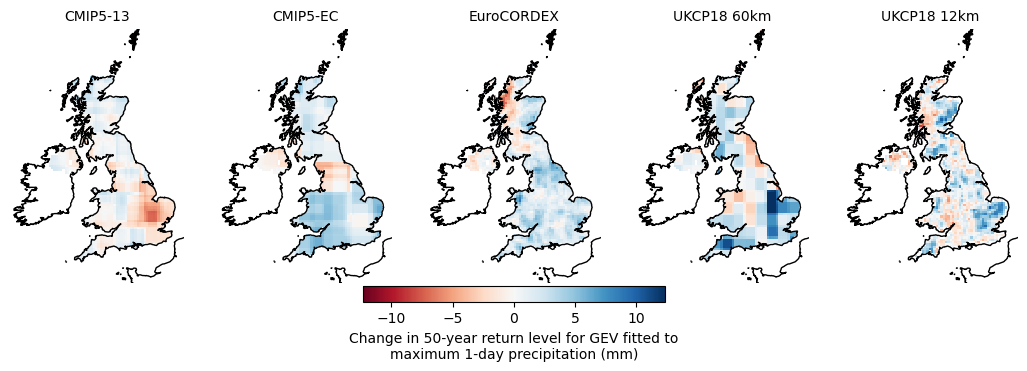 CMIP5-13
CMIP5-EC
EuroCORDEX
UKCP18 60km
UKCP18 12km
−10
−5
0
5
10
Change in 50-year return level for GEV fitted to
maximum 1-day precipitation (mm)